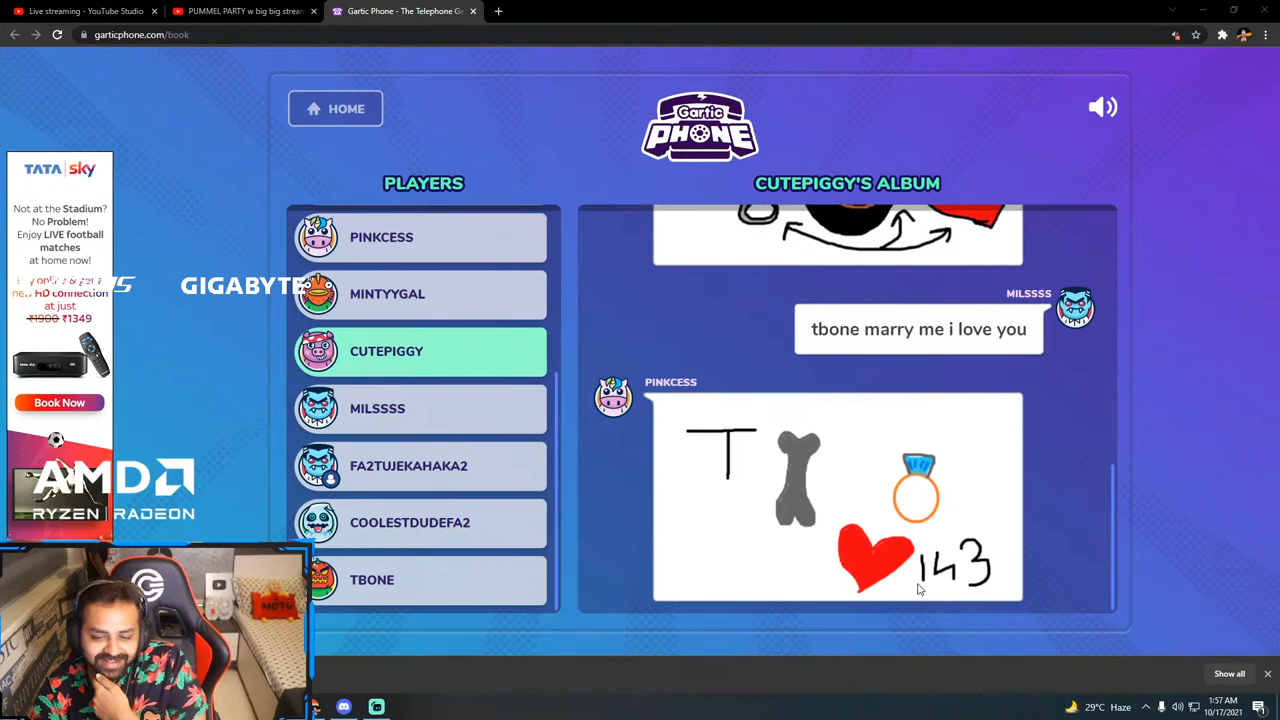 Live streaming - YouTube Studio
PUMMEL PARTY w big big strea
Gartic Phone - The Telephone Ga
garticphone.com/book
HOME
Gartic
PHONE
PLAYERS
CUTEPIGGY'S ALBUM
PINKCESS
MINTYYGAL
CUTEPIGGY
MILSSSS
FA2TUJEKAHAKA2
COOLESTDUDEFA2
TBONE
MILSSSS
tbone marry me i love you
PINKCESS
T
143
TATA sky
Not at the Stadium?
No Problem!
Enjoy LIVE football
matches
at home now!
new HD connection
at just
₹1900 ₹1349
Book Now
GIGABYTE
AMD
RYZEN | RADEON
Show all
29°C Haze
1:57 AM
10/17/2021